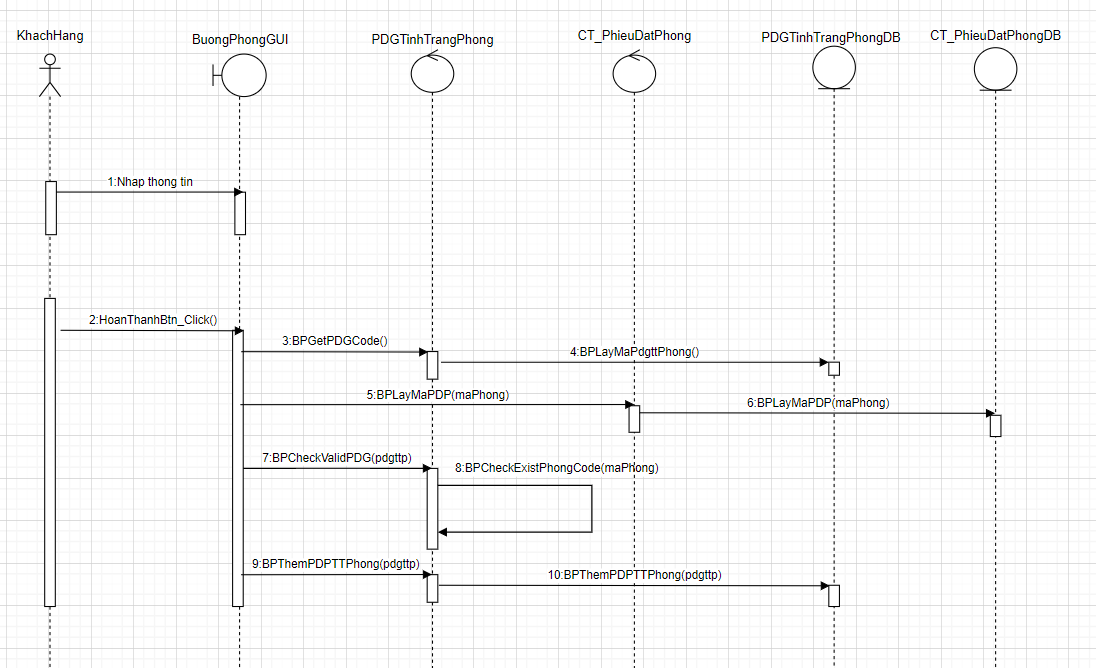 KhachHang
BuongPhongGUI
PDGTinhTrangPhong
CT_PhieuDatPhong
PDGTinhTrangPhongDB
CT_PhieuDatPhongDB
1:Nhap thong tin
2:HoanThanhBtn_Click()
3:BPGetPDGCode()
4:BPLayMaPdgttPhong()
5:BPLayMaPDP(maPhong)
6:BPLayMaPDP(maPhong)
7:BPCheckValidPDG(pdgttp)
8:BPCheckExistPhongCode(maPhong)
9:BPThemPDPTTPhong(pdgttp)
10:BPThemPDPTTPhong(pdgttp)